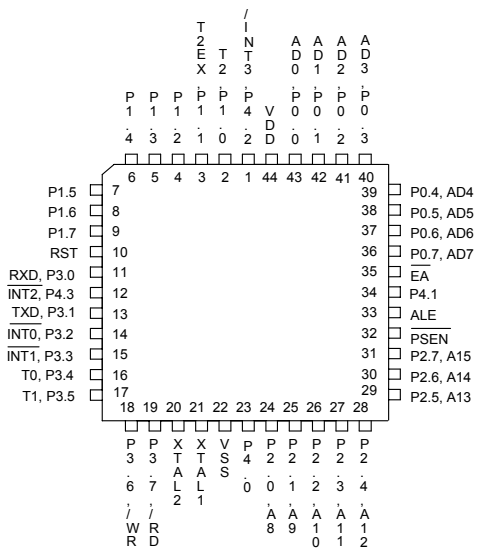 P1.4
P1.3
P1.2
T2EX,P1.1
T2,P1.0
/INT3,P4.2
VDD
AD0,P0.0
AD1,P0.1
AD2,P0.2
AD3,P0.3
6 5 4 3 2 1 44 43 42 41 40
P1.5 7
P1.6 8
P1.7 9
RST 10
RXD, P3.0 11
INT2, P4.3 12
TXD, P3.1 13
INT0, P3.2 14
INT1, P3.3 15
T0, P3.4 16
T1, P3.5 17
39 P0.4, AD4
38 P0.5, AD5
37 P0.6, AD6
36 P0.7, AD7
35 EA
34 P4.1
33 ALE
32 PSEN
31 P2.7, A15
30 P2.6, A14
29 P2.5, A13
18 19 20 21 22 23 24 25 26 27 28
P3.6,/WR
P3.7,/RD
XTAL2
XTAL1
VSS
P4.0
P2.0,A8
P2.1,A9
P2.2,A10
P2.3,A11
P2.4,A12